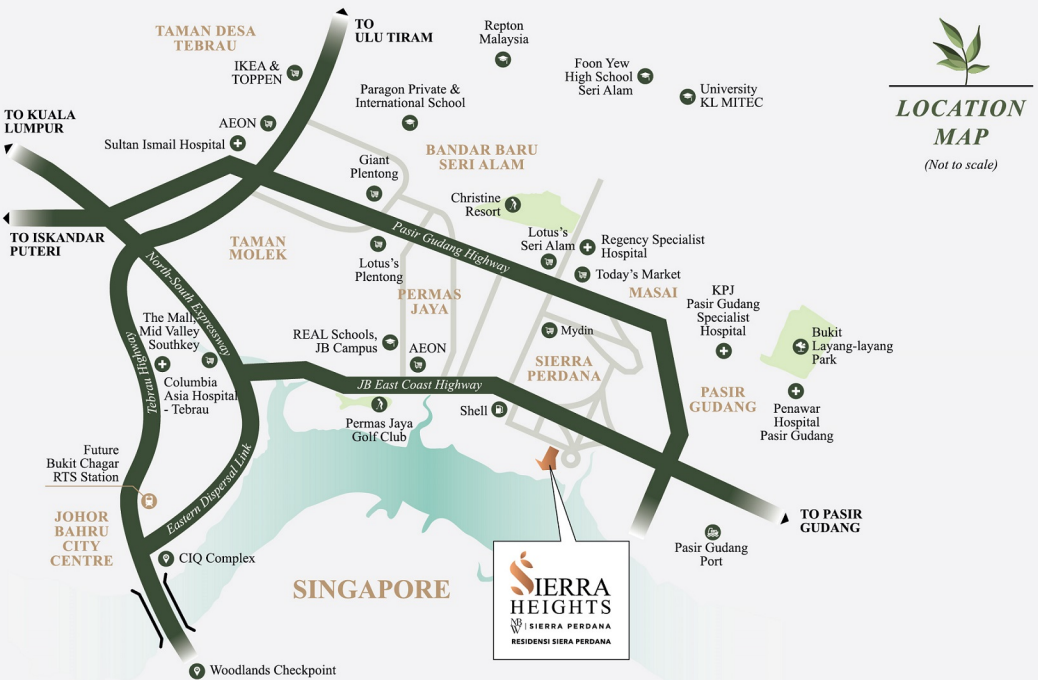 LOCATION
MAP
(Not to scale)
TO
ULU TIRAM
TAMAN DESA
TEBRAU
IKEA &
TOPPEN
Repton
Malaysia
Foon Yew
High School
Seri Alam
University
KL MITEC
Paragon Private &
International School
TO KUALA
LUMPUR
AEON
Sultan Ismail Hospital
BANDAR BARU
SERI ALAM
Giant
Plentong
Christine
Resort
TO ISKANDAR
PUTERI
TAMAN
MOLEK
Pasir Gudang Highway
Lotus's
Seri Alam
Regency Specialist
Hospital
Lotus's
Plentong
Today's Market
North-South Expressway
PERMAS
JAYA
MASAI
KPJ
Pasir Gudang
Specialist
Hospital
The Mall,
Mid Valley
Southkey
Tebrau Highway
REAL Schools,
JB Campus
AEON
Mydin
Bukit
Layang-layang
Park
SIERRA
PERDANA
Columbia
Asia Hospital
- Tebrau
JB East Coast Highway
PASIR
GUDANG
Shell
Permas Jaya
Golf Club
Penawar
Hospital
Pasir Gudang
Future
Bukit Chagar
RTS Station
Eastern Dispersal Link
JOHOR
BAHRU
CITY
CENTRE
TO PASIR
GUDANG
CIQ Complex
Pasir Gudang
Port
SINGAPORE
SIERRA
HEIGHTS
NBW | SIERRA PERDANA
RESIDENSI SIERA PERDANA
Woodlands Checkpoint